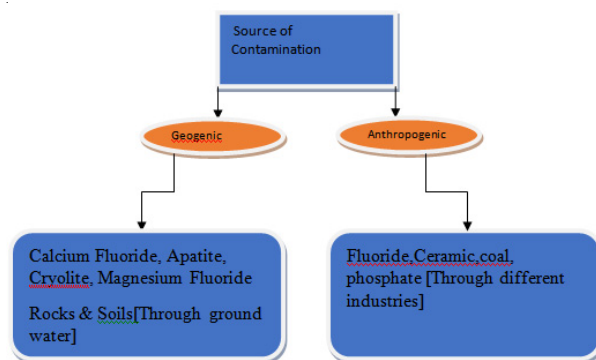 Source of
Contamination
Geogenic
Anthropogenic
Calcium Fluoride, Apatite,
Cryolite, Magnesium Fluoride
Rocks & Soils[Through ground
water]
Fluoride,Ceramic,coal,
phosphate [Through different
industries]